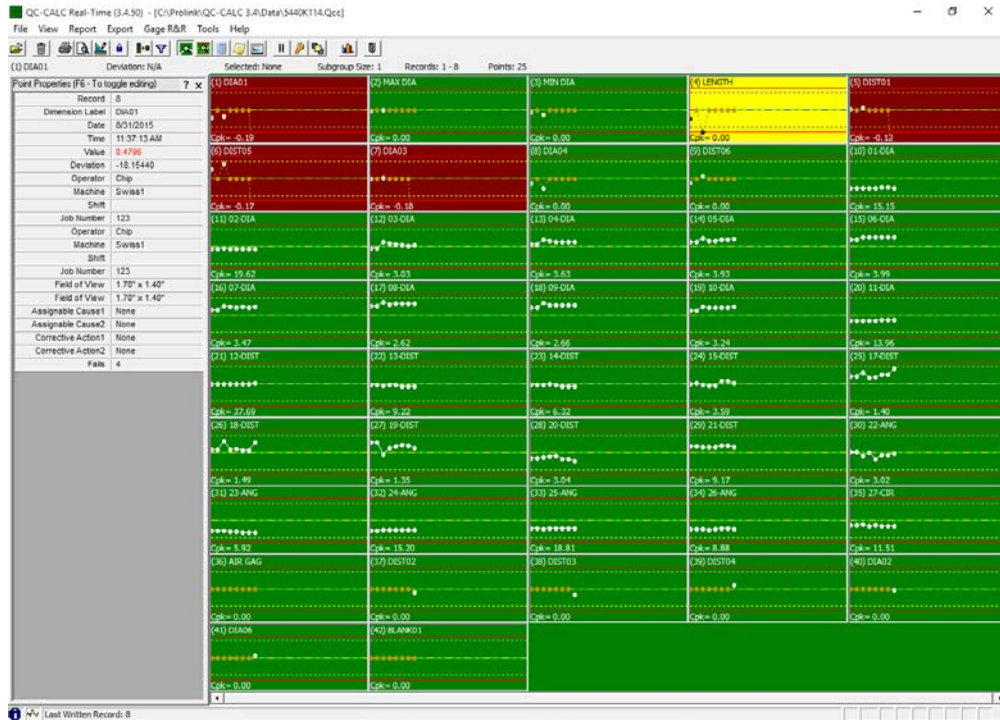 QC-CALC Real-Time (3.4.50) - [C:\Prolink\QC-CALC 3.4\Data\5440K114.Qcc]
File View Report Export Gage R&R Tools Help
(1) DIA01 Deviation: N/A Selected: None Subgroup Size: 1 Records: 1 - 8 Points: 25
Point Properties (F6 - To toggle editing) ? x
Record 8
Dimension Label DIA01
Date 8/31/2015
Time 11:37:13 AM
Value 0.4796
Deviation -18.15440
Operator Chip
Machine Swiss1
Shift
Job Number 123
Operator Chip
Machine Swiss1
Shift
Job Number 123
Field of View 1.70" x 1.40"
Field of View 1.70" x 1.40"
Assignable Cause1 None
Assignable Cause2 None
Corrective Action1 None
Corrective Action2 None
Fails 4
(1) DIA01 (2) MAX DIA (3) MIN DIA (4) LENGTH (5) DIST01
Cpk= -0.19 Cpk= 0.00 Cpk= 0.00 Cpk= 0.00 Cpk= -0.13
(6) DIST05 (7) DIA03 (8) DIA04 (9) DIST06 (10) 01-DIA
Cpk= -0.17 Cpk= -0.18 Cpk= 0.00 Cpk= 0.00 Cpk= 15.15
(11) 02-DIA (12) 03-DIA (13) 04-DIA (14) 05-DIA (15) 06-DIA
Cpk= 19.62 Cpk= 3.03 Cpk= 3.63 Cpk= 3.93 Cpk= 3.99
(16) 07-DIA (17) 08-DIA (18) 09-DIA (19) 10-DIA (20) 11-DIA
Cpk= 3.47 Cpk= 2.62 Cpk= 2.66 Cpk= 3.24 Cpk= 13.96
(21) 12-DIST (22) 13-DIST (23) 14-DIST (24) 15-DIST (25) 17-DIST
Cpk= 37.69 Cpk= 9.22 Cpk= 6.32 Cpk= 3.59 Cpk= 1.40
(26) 18-DIST (27) 19-DIST (28) 20-DIST (29) 21-DIST (30) 22-ANG
Cpk= 1.49 Cpk= 1.35 Cpk= 3.04 Cpk= 9.17 Cpk= 3.02
(31) 23-ANG (32) 24-ANG (33) 25-ANG (34) 26-ANG (35) 27-CIR
Cpk= 5.92 Cpk= 15.20 Cpk= 18.81 Cpk= 8.88 Cpk= 11.51
(36) AIR GAG (37) DIST02 (38) DIST03 (39) DIST04 (40) DIA02
Cpk= 0.00 Cpk= 0.00 Cpk= 0.00 Cpk= 0.00 Cpk= 0.00
(41) DIA06 (42) BLANK01
Cpk= 0.00 Cpk= 0.00
Last Written Record: 8